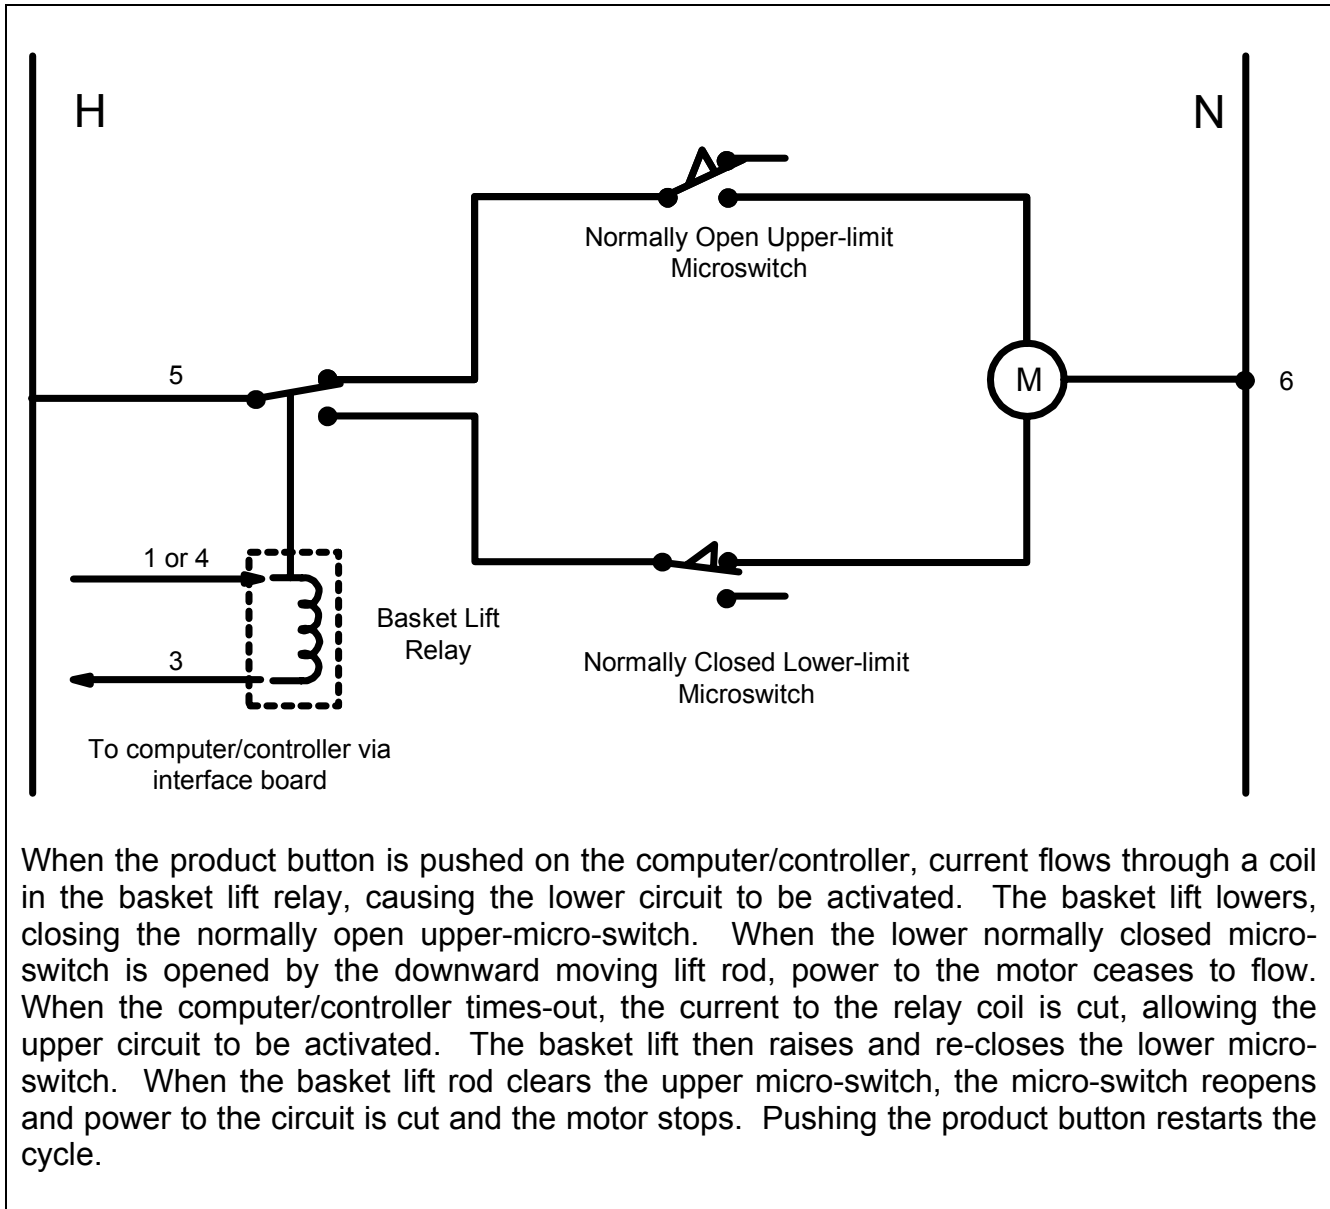 H
N
Normally Open Upper-limit
Microswitch
5
M
6
1 or 4
Basket Lift
Relay
3
Normally Closed Lower-limit
Microswitch
To computer/controller via
interface board
When the product button is pushed on the computer/controller, current flows through a coil
in the basket lift relay, causing the lower circuit to be activated.  The basket lift lowers,
closing the normally open upper-micro-switch.  When the lower normally closed micro-
switch is opened by the downward moving lift rod, power to the motor ceases to flow.
When the computer/controller times-out, the current to the relay coil is cut, allowing the
upper circuit to be activated.  The basket lift then raises and re-closes the lower micro-
switch.  When the basket lift rod clears the upper micro-switch, the micro-switch reopens
and power to the circuit is cut and the motor stops.  Pushing the product button restarts the
cycle.